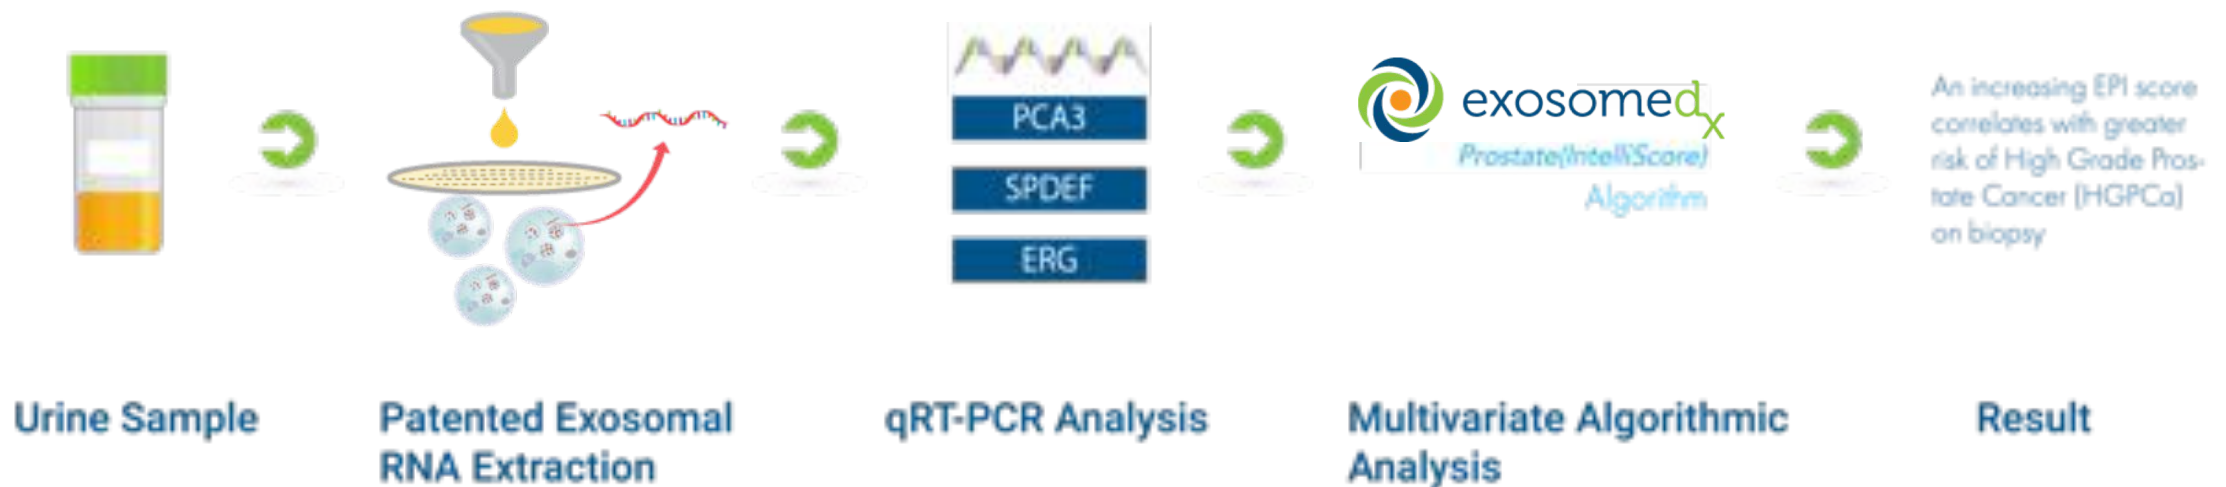 PCA3
SPDEF
ERG
exosomedx
Prostate(IntelliScore)
Algorithm
An increasing EPI score
correlates with greater
risk of High Grade Pros-
tate Cancer (HGPCa)
on biopsy
Urine Sample
Patented Exosomal
RNA Extraction
qRT-PCR Analysis
Multivariate Algorithmic
Analysis
Result